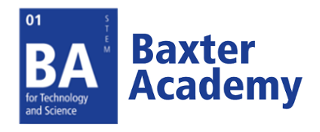 01
STEM
BA
for Technology
and Science
Baxter
Academy